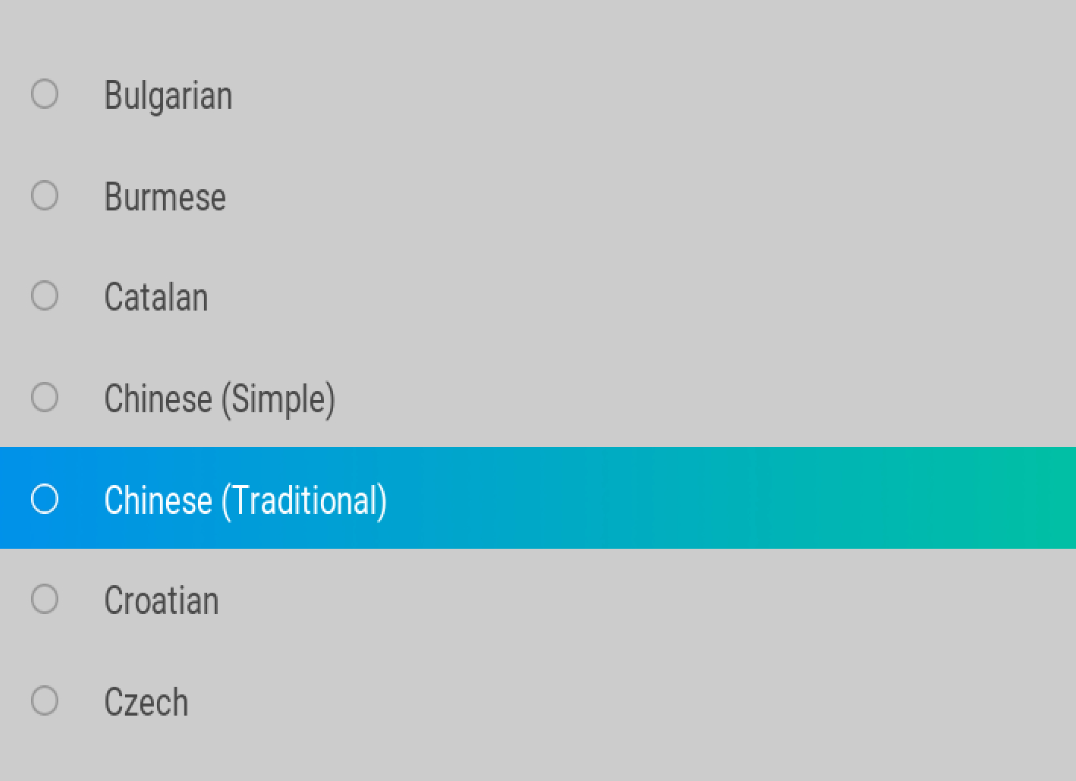 Bulgarian
Burmese
Catalan
Chinese (Simple)
Chinese (Traditional)
Croatian
Czech